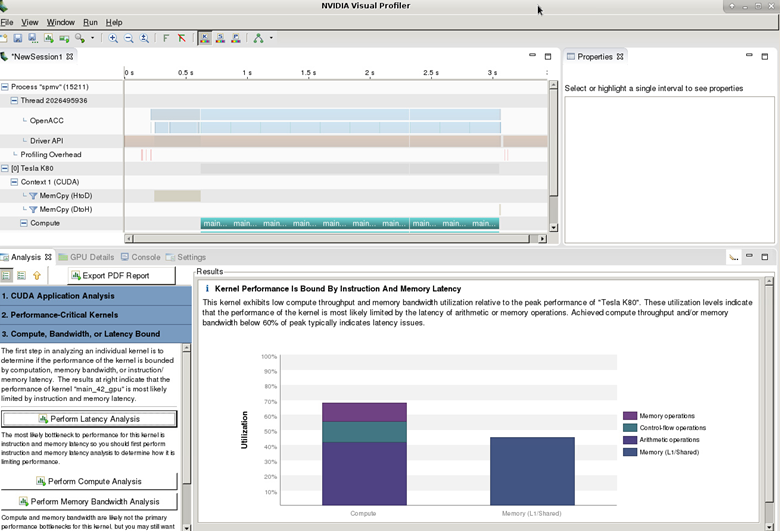 NVIDIA Visual Profiler
File View Window Run Help
*NewSession1
Properties
0 s 0.5 s 1 s 1.5 s 2 s 2.5 s 3 s
Select or highlight a single interval to see properties
Process "spmv" (15211)
Thread 2026495936
OpenACC
Driver API
Profiling Overhead
[0] Tesla K80
Context 1 (CUDA)
MemCpy (HtoD)
MemCpy (DtoH)
Compute
main... main... main... main... main... main... main... main... main... main...
Analysis GPU Details Console Settings
Export PDF Report
Results
1. CUDA Application Analysis
2. Performance-Critical Kernels
3. Compute, Bandwidth, or Latency Bound
The first step in analyzing an individual kernel is to
determine if the performance of the kernel is bounded
by computation, memory bandwidth, or instruction/
memory latency. The results at right indicate that the
performance of kernel "main_42_gpu" is most likely
limited by instruction and memory latency.
Perform Latency Analysis
The most likely bottleneck to performance for this kernel is
instruction and memory latency so you should first perform
instruction and memory latency analysis to determine how it is
limiting performance.
Perform Compute Analysis
Perform Memory Bandwidth Analysis
Compute and memory bandwidth are likely not the primary
performance bottlenecks for this kernel, but you may still want
i Kernel Performance Is Bound By Instruction And Memory Latency
This kernel exhibits low compute throughput and memory bandwidth utilization relative to the peak performance of "Tesla K80". These utilization levels indicate
that the performance of the kernel is most likely limited by the latency of arithmetic or memory operations. Achieved compute throughput and/or memory
bandwidth below 60% of peak typically indicates latency issues.
100%
90%
80%
70%
60%
50%
40%
30%
20%
10%
Utilization
Compute
Memory (L1/Shared)
Memory operations
Control-flow operations
Arithmetic operations
Memory (L1/Shared)